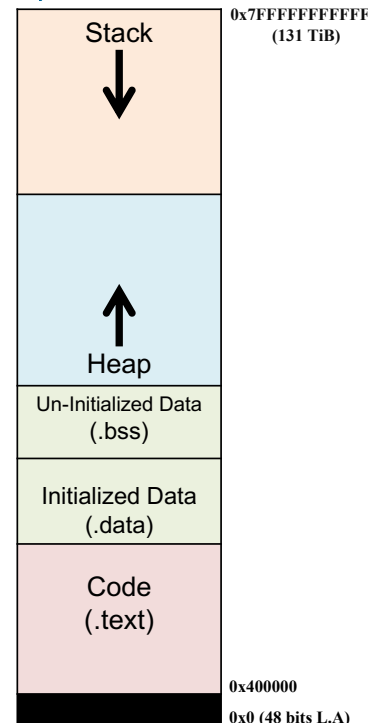 0x7FFFFFFFFFFF
(131 TiB)
Stack
Heap
Un-Initialized Data
(.bss)
Initialized Data
(.data)
Code
(.text)
0x400000
0x0 (48 bits L.A)